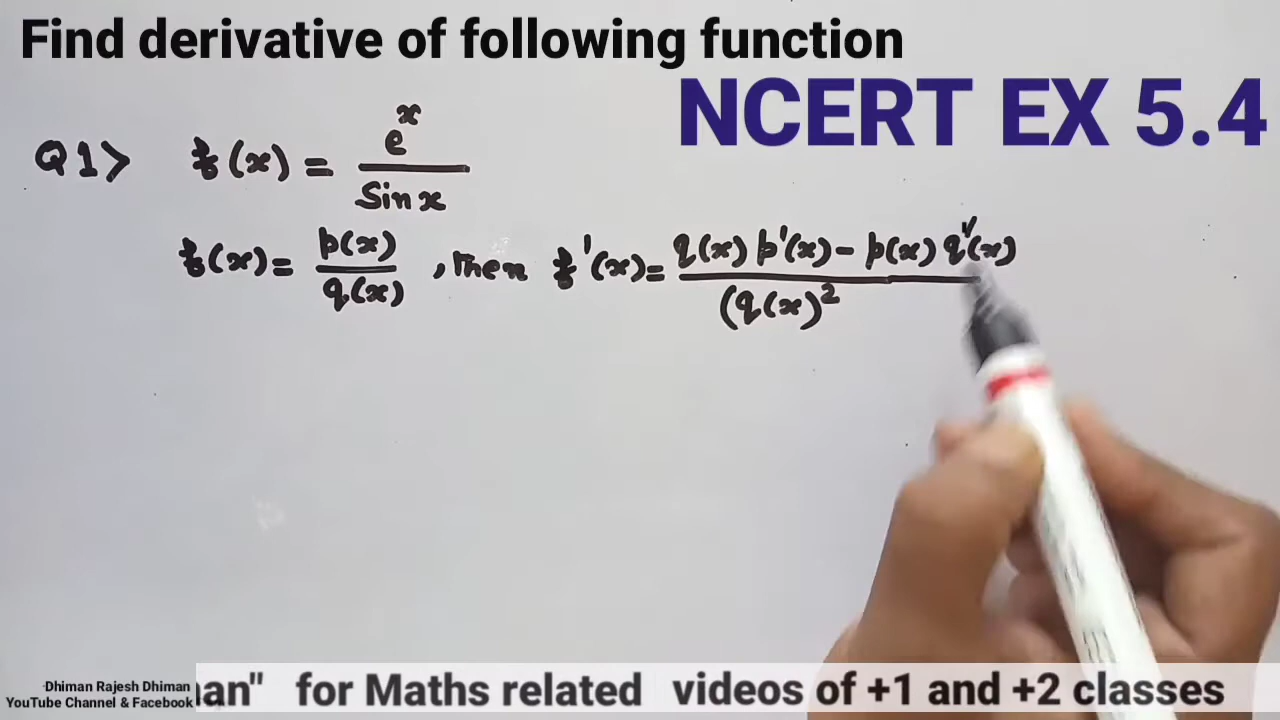 Find derivative of following function
NCERT EX 5.4
Q1> f(x) = e^x / Sin x
f(x) = p(x) / q(x) , then f'(x) = q(x) p'(x) - p(x) q'(x) / (q(x)^2
Dhiman Rajesh Dhiman
YouTube Channel & Facebook
an" for Maths related videos of +1 and +2 classes